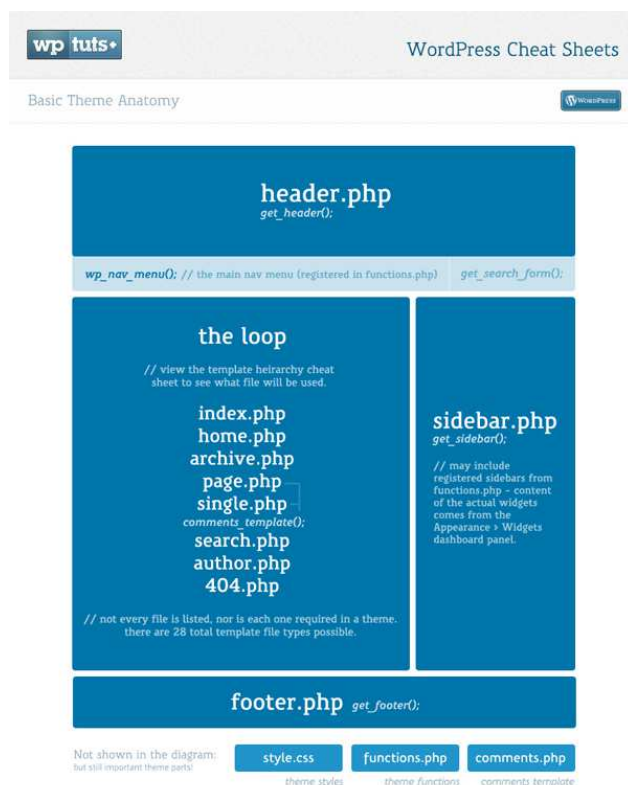 wp tuts+
WordPress Cheat Sheets
Basic Theme Anatomy
WordPress
header.php
get_header();
wp_nav_menu(); // the main nav menu (registered in functions.php)
get_search_form();
the loop
// view the template heirarchy cheat
sheet to see what file will be used.
index.php
home.php
archive.php
page.php
single.php
comments_template();
search.php
author.php
404.php
// not every file is listed, nor is each one required in a theme.
there are 28 total template file types possible.
sidebar.php
get_sidebar();
// may include
registered sidebars from
functions.php - content
of the actual widgets
comes from the
Appearance > Widgets
dashboard panel.
footer.php get_footer();
Not shown in the diagram:
but still important theme parts!
style.css
theme styles
functions.php
theme functions
comments.php
comments template